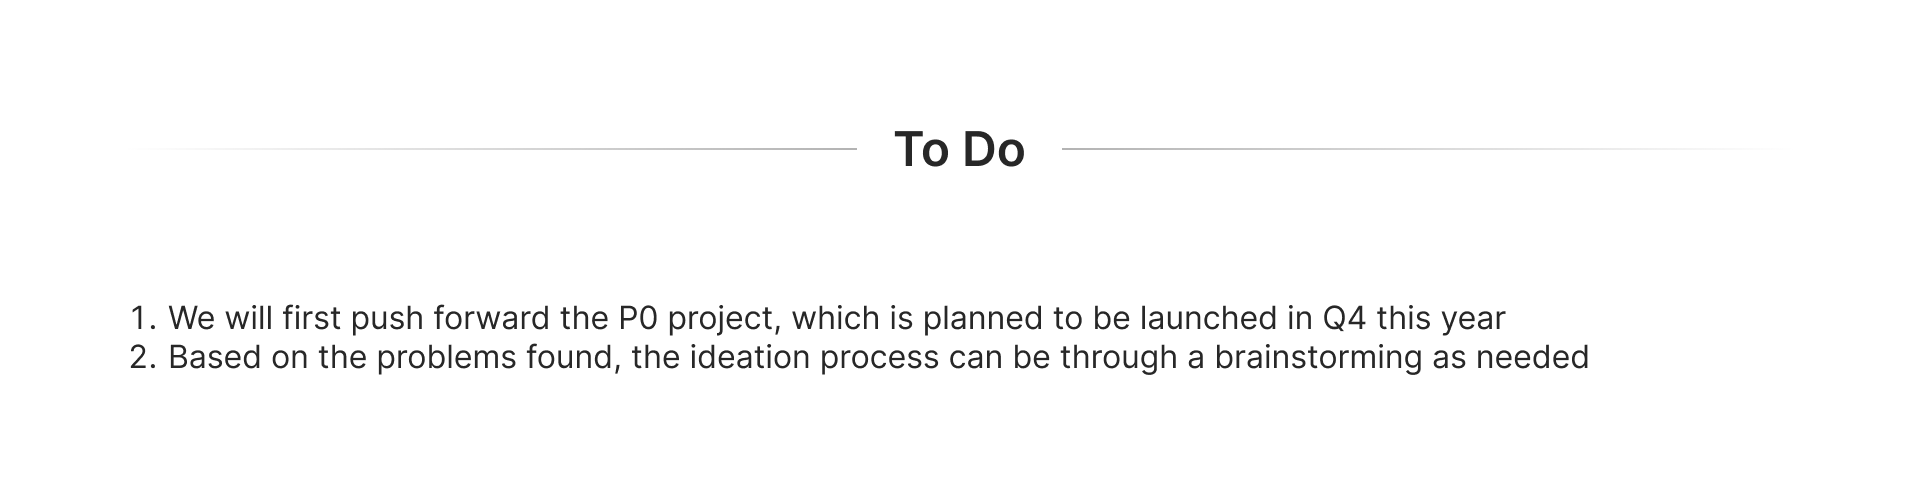 To Do
1. We will first push forward the P0 project, which is planned to be launched in Q4 this year
2. Based on the problems found, the ideation process can be through a brainstorming as needed